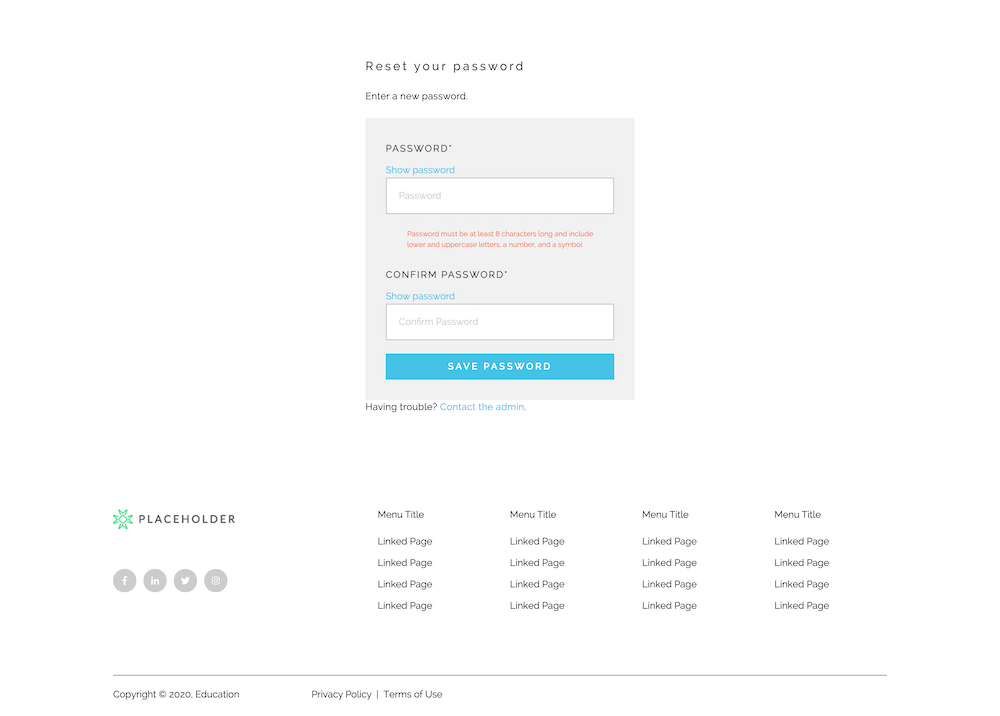 Reset your password
Enter a new password.
PASSWORD*
Show password
Password
Password must be at least 8 characters long and include
lower and uppercase letters, a number, and a symbol
CONFIRM PASSWORD*
Show password
Confirm Password
SAVE PASSWORD
Having trouble? Contact the admin.
PLACEHOLDER
Menu Title
Linked Page
Linked Page
Linked Page
Linked Page
Menu Title
Linked Page
Linked Page
Linked Page
Linked Page
Menu Title
Linked Page
Linked Page
Linked Page
Linked Page
Menu Title
Linked Page
Linked Page
Linked Page
Linked Page
Copyright © 2020, Education
Privacy Policy | Terms of Use